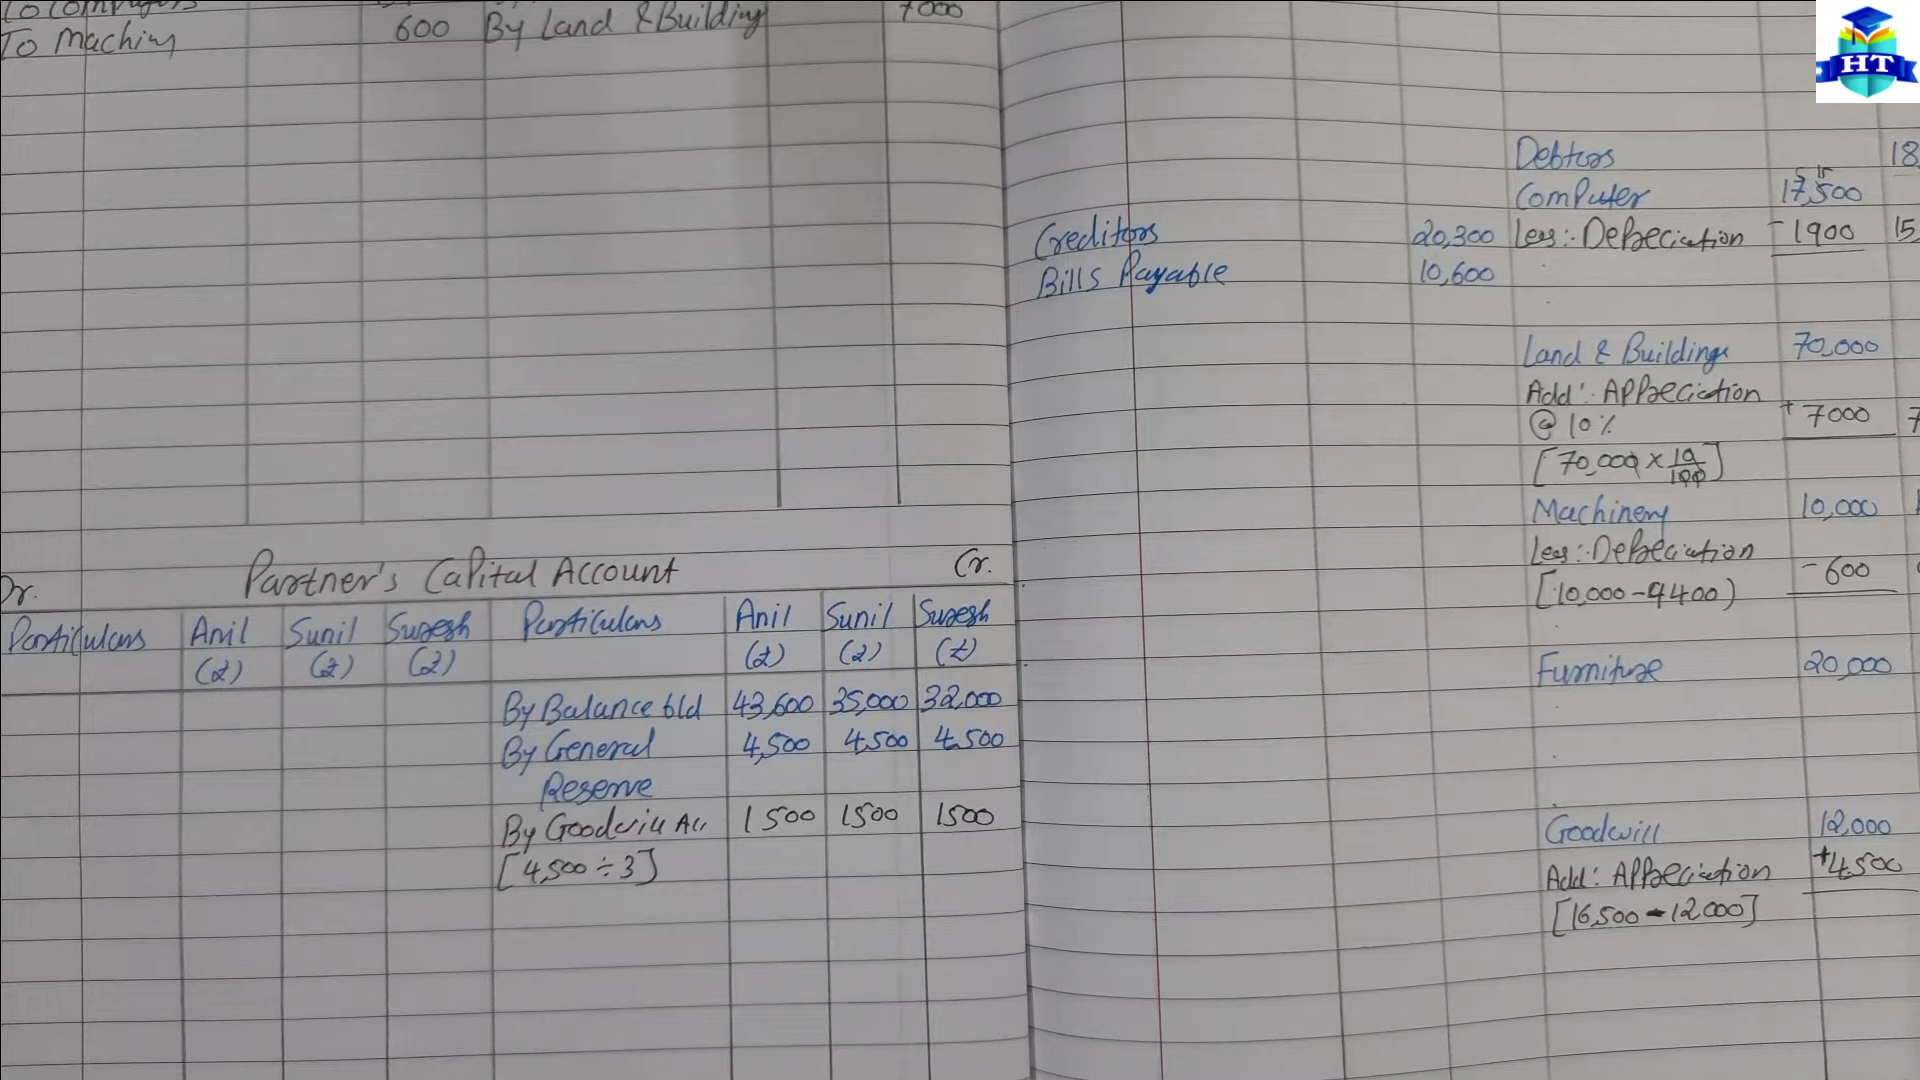 To Computers
To Machiny 600 By Land & Building 7000
Dr. Partner's Capital Account Cr.
Particulars Anil Sunil Suresh Particulars Anil Sunil Suresh
By Balance b/d 43,600 35,000 32,000
By General 4,500 4,500 4,500
Reserve
By Goodwill A/c 1500 1500 1500
[4,500 ÷ 3]
HT
Debtors 18,
Computer 17,500
Creditors 20,300 Less: Depreciation - 1900 15,
Bills Payable 10,600
Land & Buildings 70,000
Add: Appreciation
@ 10% + 7000 7
[70,000 × 10/100]
Machinery 10,000
Less: Depreciation
[10,000 - 9400) - 600
Furniture 20,000
Goodwill 12,000
Add: Appreciation +4,500
[16,500 - 12000]